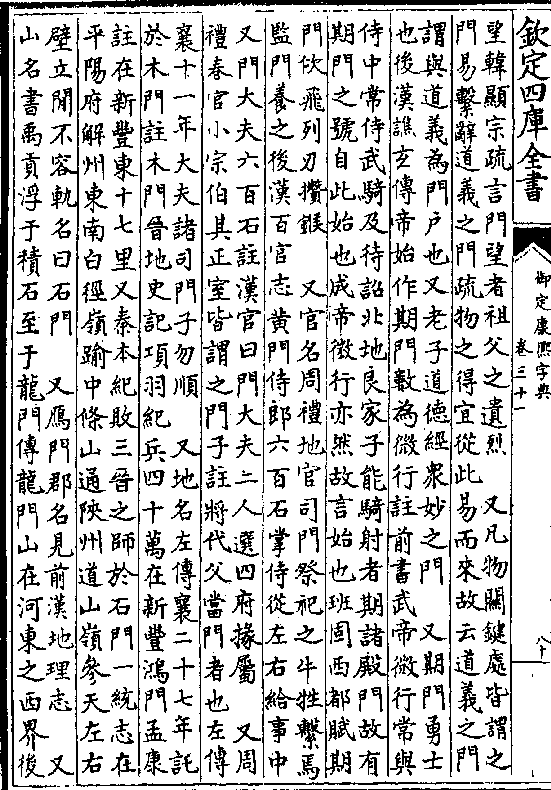 欽定四庫全書
御定康熙字典
卷三十一
八十
望韓顯宗疏言門望者祖父之遺烈　又凡物關鍵處皆謂之
門易繫辭道義之門疏物之得宜從此易而來故云道義之門
謂與道義為門戶也又老子道德經衆妙之門　又期門勇士
也後漢譙玄傳帝始作期門數為微行註前書武帝微行常與
侍中常侍武騎及待詔北地良家子能騎射者期諸殿門故有
期門之號自此始也成帝微行亦然故言始也班固西都賦期
門佽飛列刃攢鍭　又官名周禮地官司門祭祀之牛牲繫焉
監門養之後漢百官志黄門侍郎六百石掌侍從左右給事中
又門大夫六百石註漢官曰門大夫二人選四府掾屬　又周
禮春官小宗伯其正室皆謂之門子註將代父當門者也左傳
襄十一年大夫諸司門子勿順　又地名左傳襄二十七年託
於木門註木門晉地史記項羽紀兵四十萬在新豐鴻門孟康
註在新豐東十七里又秦本紀敗三晉之師於石門一統志在
平陽府解州東南白徑嶺踰中條山通陝州道山嶺參天左右
壁立閒不容軌名曰石門　又鴈門郡名見前漢地理志　又
山名書禹貢浮于積石至于龍門傳龍門山在河東之西界後